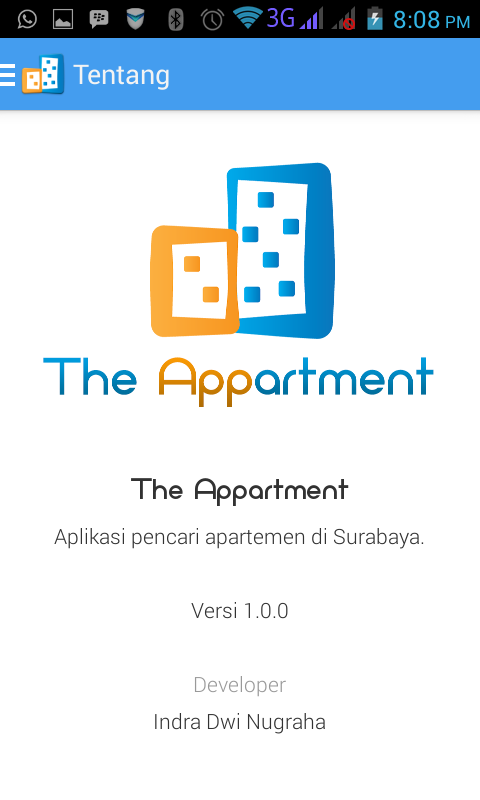 3G 8:08 PM
Tentang
The Appartment
The Appartment
Aplikasi pencari apartemen di Surabaya.
Versi 1.0.0
Developer
Indra Dwi Nugraha